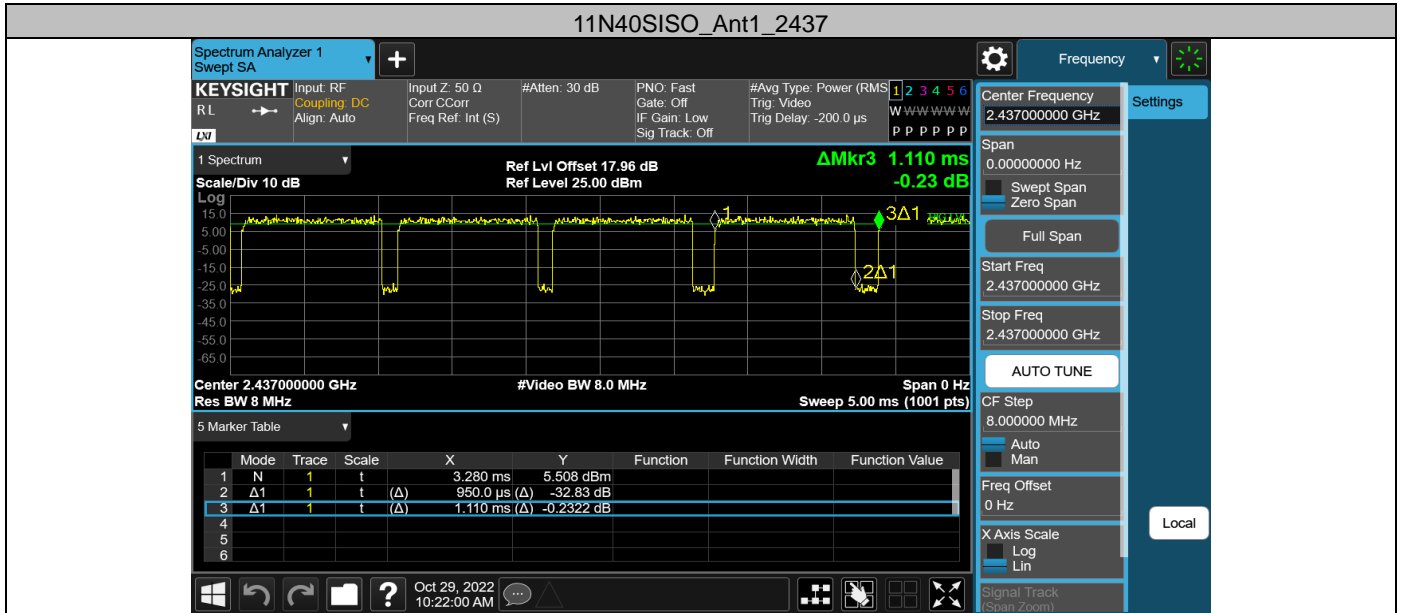 11N40SISO_Ant1_2437
Spectrum Analyzer 1
Swept SA
+
Frequency
KEYSIGHT
RL
LXI
Input: RF
Coupling: DC
Align: Auto
Input Z: 50 Ω
Corr CCorr
Freq Ref: Int (S)
#Atten: 30 dB
PNO: Fast
Gate: Off
IF Gain: Low
Sig Track: Off
#Avg Type: Power (RMS
Trig: Video
Trig Delay: -200.0 µs
1 2 3 4 5 6
W W W W W W
P P P P P P
1 Spectrum
Scale/Div 10 dB
Log
Ref Lvl Offset 17.96 dB
Ref Level 25.00 dBm
ΔMkr3 1.110 ms
-0.23 dB
15.0
5.00
-5.00
-15.0
-25.0
-35.0
-45.0
-55.0
-65.0
1
3Δ1
2Δ1
Center 2.437000000 GHz
#Video BW 8.0 MHz
Span 0 Hz
Res BW 8 MHz
Sweep 5.00 ms (1001 pts)
5 Marker Table
Mode Trace Scale X Y Function Function Width Function Value
1 N 1 t 3.280 ms 5.508 dBm
2 Δ1 1 t (Δ) 950.0 µs (Δ) -32.83 dB
3 Δ1 1 t (Δ) 1.110 ms (Δ) -0.2322 dB
4
5
6
Center Frequency
2.437000000 GHz
Settings
Span
0.00000000 Hz
Swept Span
Zero Span
Full Span
Start Freq
2.437000000 GHz
Stop Freq
2.437000000 GHz
AUTO TUNE
CF Step
8.000000 MHz
Auto
Man
Freq Offset
0 Hz
Local
X Axis Scale
Log
Lin
Signal Track
(Span Zoom)
?
Oct 29, 2022
10:22:00 AM